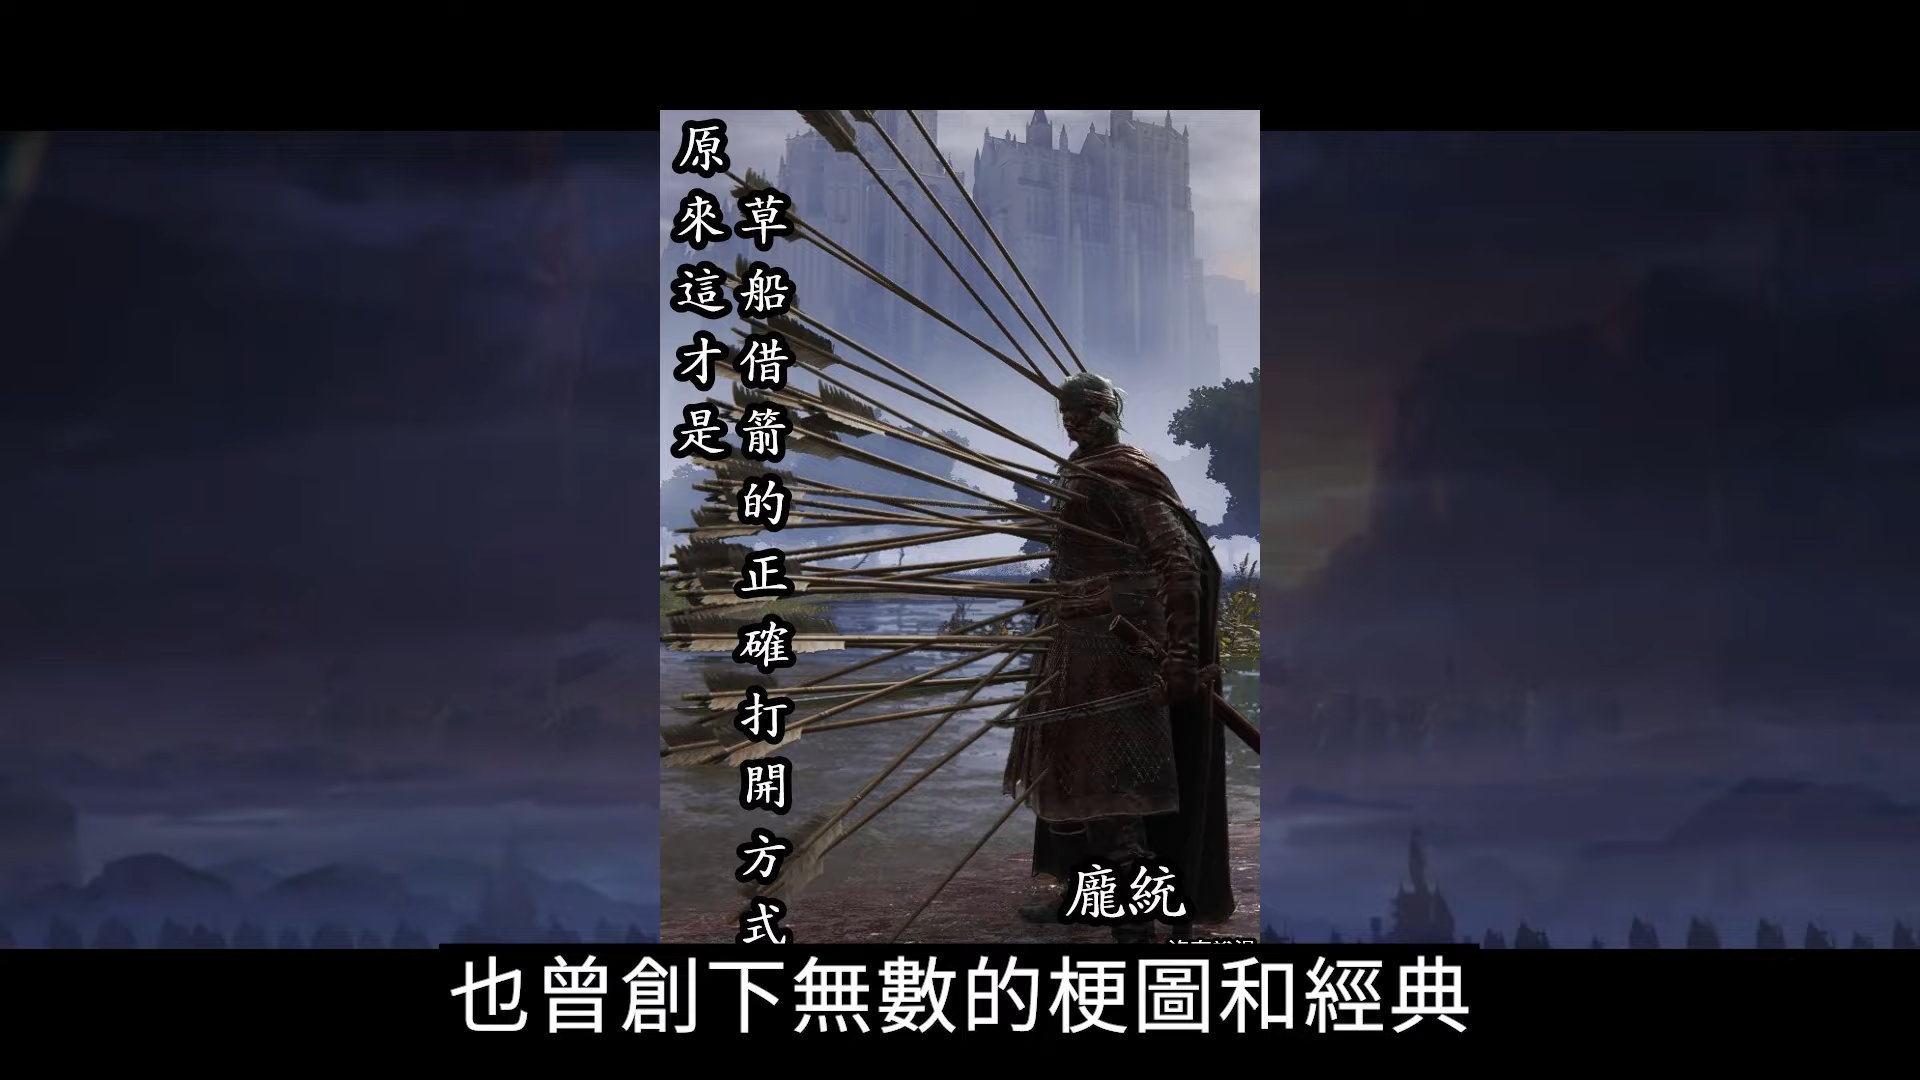 原來這才是
草船借箭的正確打開方式
龐統
也曾創下無數的梗圖和經典